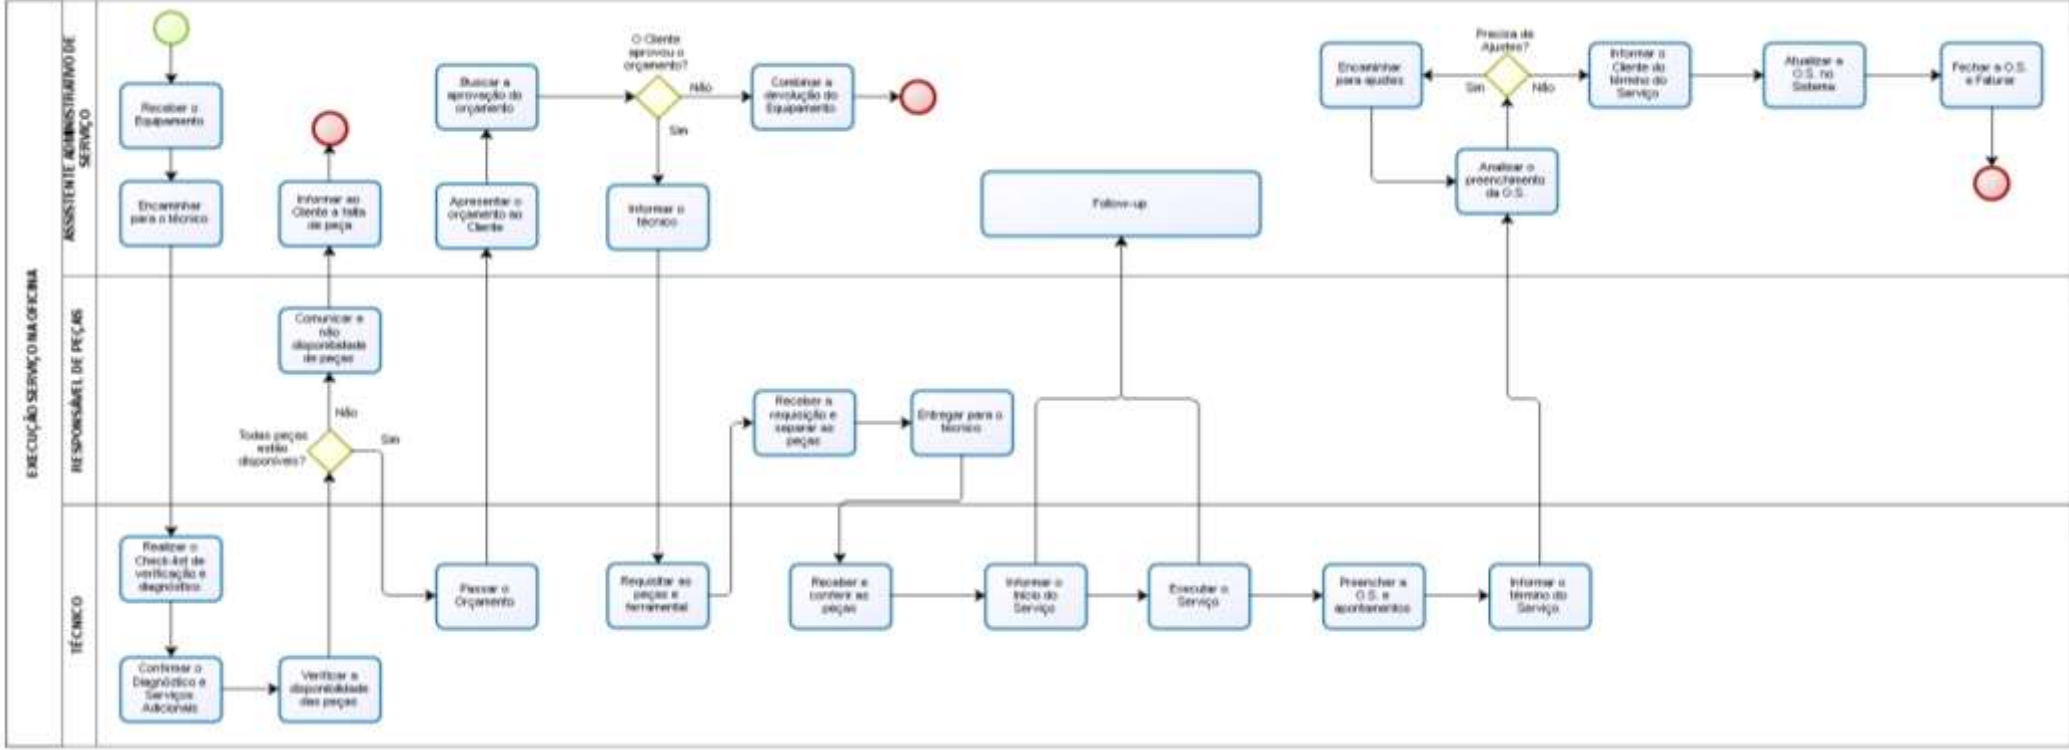 EXECUÇÃO SERVIÇO NA OFICINA
ASSISTENTE ADMINISTRATIVO DE
SERVIÇO
Receber o
Equipamento
Encaminhar
para o técnico
Informar ao
Cliente a falta
de peça
Buscar a
aprovação do
orçamento
Apresentar o
orçamento ao
Cliente
O Cliente
aprovou o
orçamento?
Não
Sim
Combinar a
devolução do
Equipamento
Informar o
técnico
Follow-up
Encaminhar
para ajustes
Precisa de
Ajustes?
Sim
Não
Analisar o
preenchimento
da O.S.
Informar o
Cliente do
término do
Serviço
Atualizar a
O.S. no
Sistema
Fechar a O.S.
e Faturar
RESPONSÁVEL DE PEÇAS
Comunicar a
não
disponibilidade
de peças
Não
Todas peças
estão
disponíveis?
Sim
Receber a
requisição e
separar as
peças
Entregar para o
técnico
TÉCNICO
Realizar o
Check-list de
verificação e
diagnóstico
Confirmar o
Diagnóstico e
Serviços
Adicionais
Verificar a
disponibilidade
das peças
Passar o
Orçamento
Requisitar as
peças e
ferramental
Receber e
conferir as
peças
Informar o
Início do
Serviço
Executar o
Serviço
Preencher a
O.S. e
apontamentos
Informar o
término do
Serviço